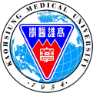 KAOHSIUNG MEDICAL UNIVERSITY
學醫雄高
1954